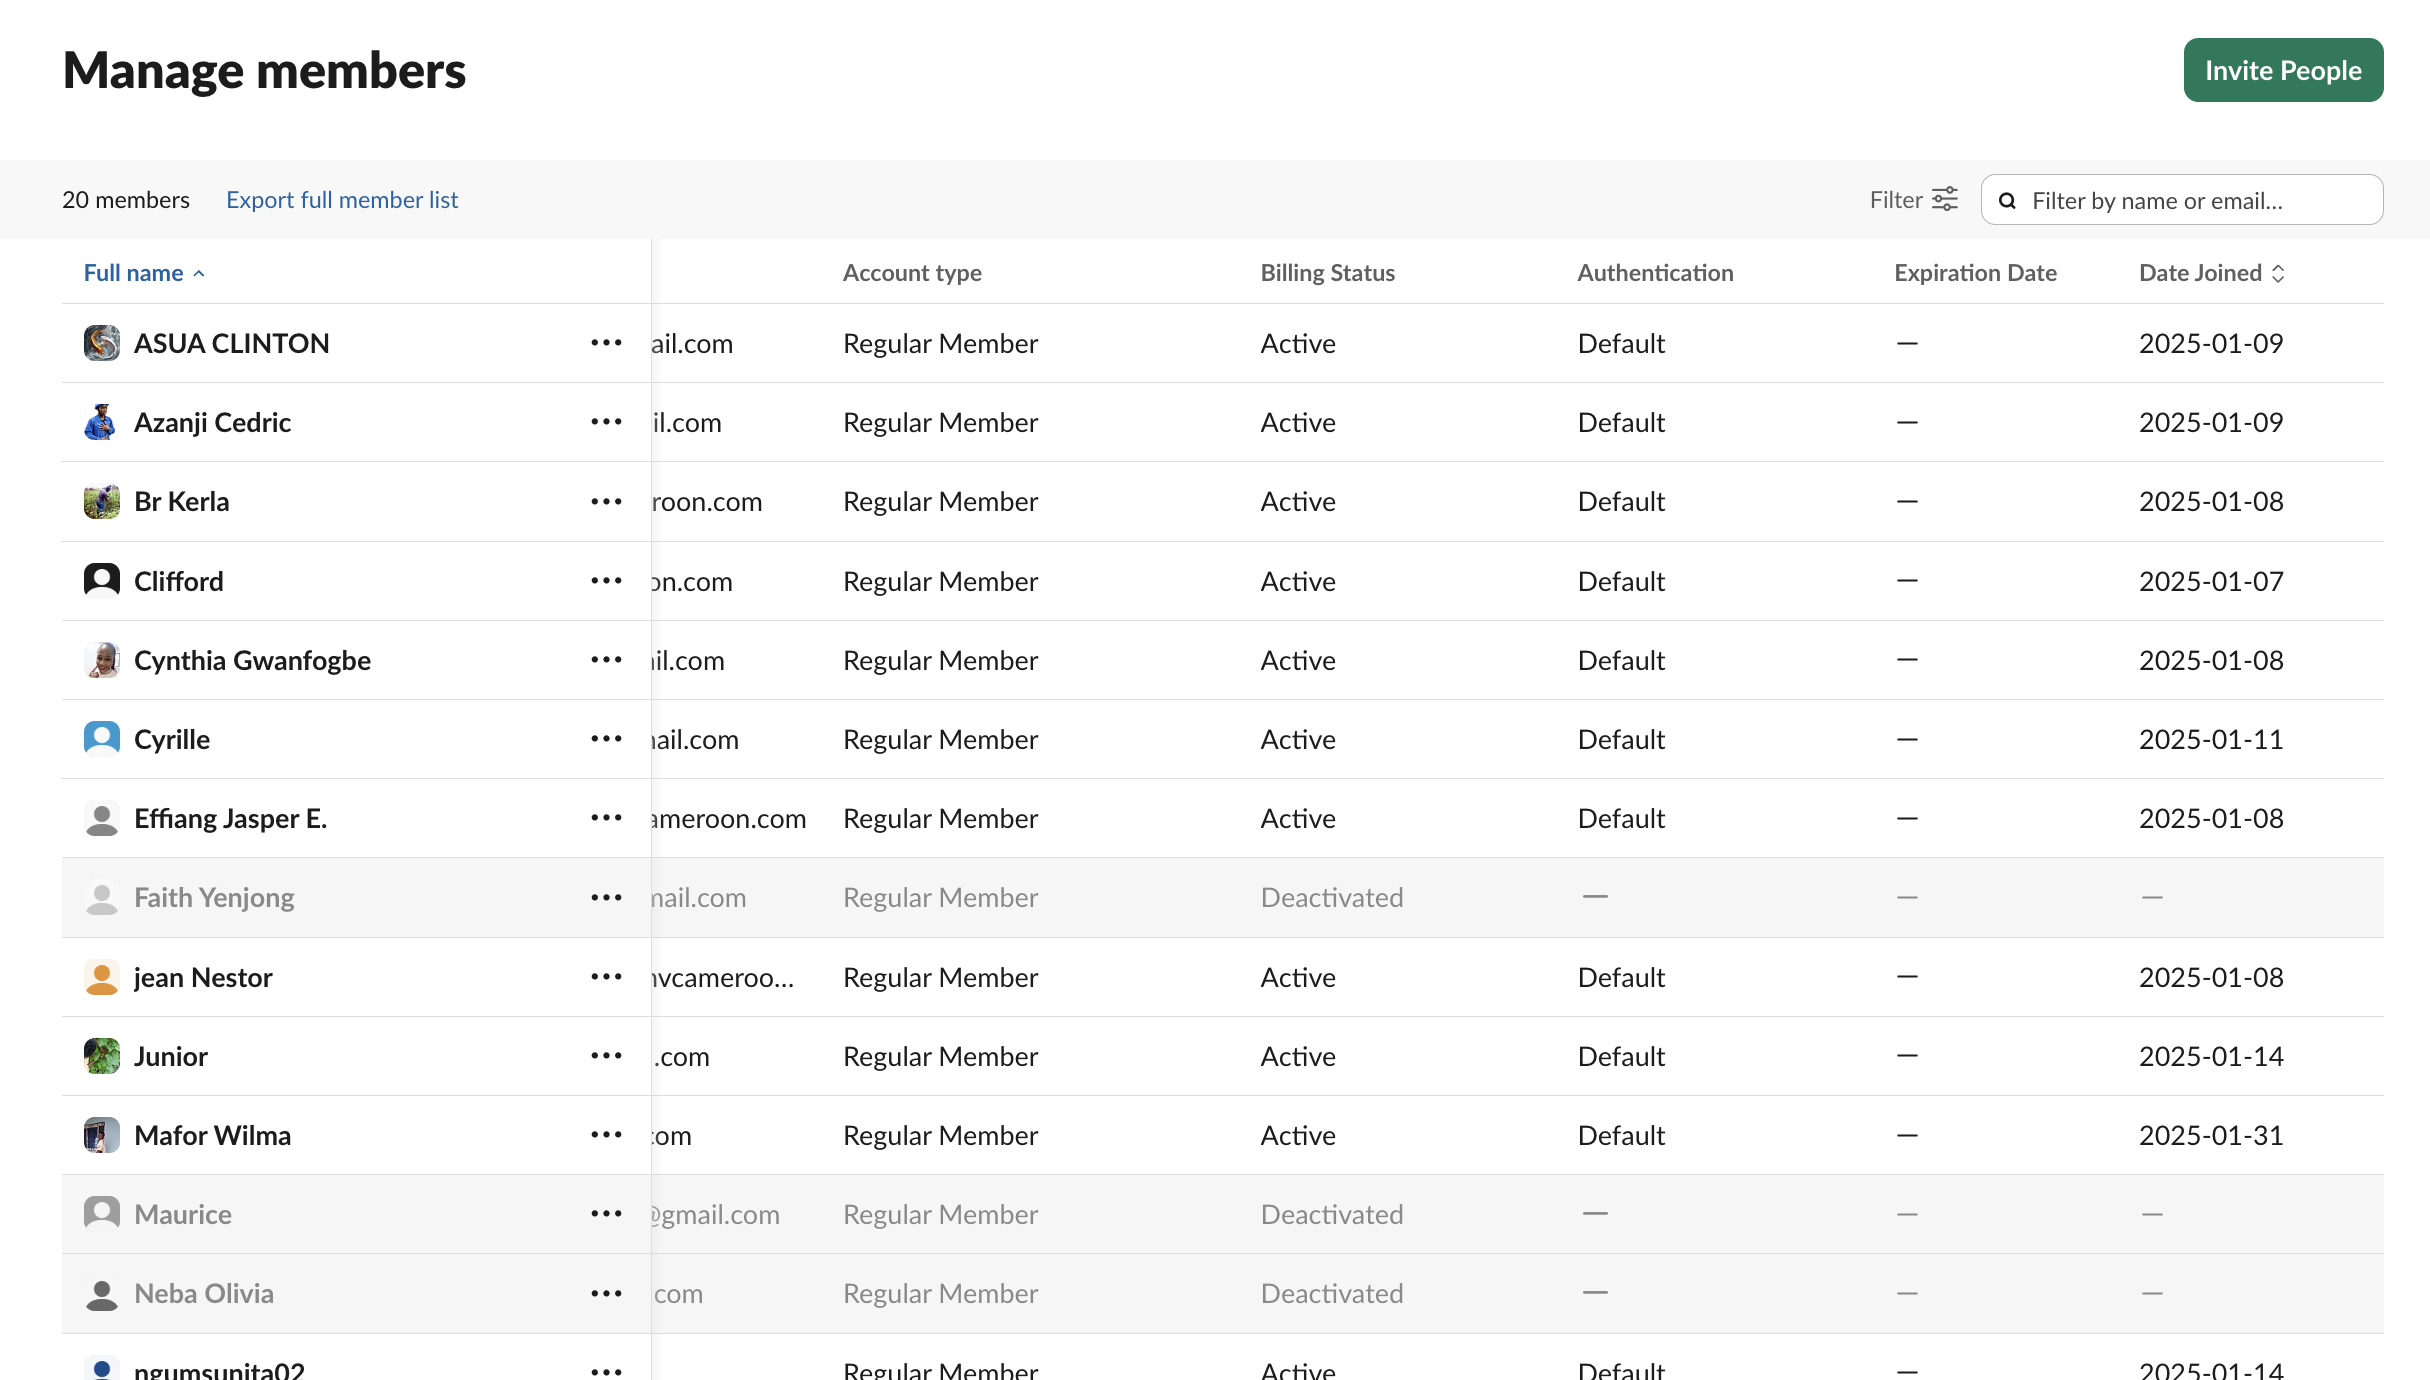 Manage members
Invite People
20 members Export full member list Filter Filter by name or email...
Full name Account type Billing Status Authentication Expiration Date Date Joined
ASUA CLINTON ail.com Regular Member Active Default — 2025-01-09
Azanji Cedric il.com Regular Member Active Default — 2025-01-09
Br Kerla roon.com Regular Member Active Default — 2025-01-08
Clifford on.com Regular Member Active Default — 2025-01-07
Cynthia Gwanfogbe ail.com Regular Member Active Default — 2025-01-08
Cyrille mail.com Regular Member Active Default — 2025-01-11
Effiang Jasper E. ameroon.com Regular Member Active Default — 2025-01-08
Faith Yenjong mail.com Regular Member Deactivated — — —
jean Nestor vcameroo... Regular Member Active Default — 2025-01-08
Junior .com Regular Member Active Default — 2025-01-14
Mafor Wilma com Regular Member Active Default — 2025-01-31
Maurice @gmail.com Regular Member Deactivated — — —
Neba Olivia com Regular Member Deactivated — — —
ngumsunita02 Regular Member Active Default — 2025-01-14